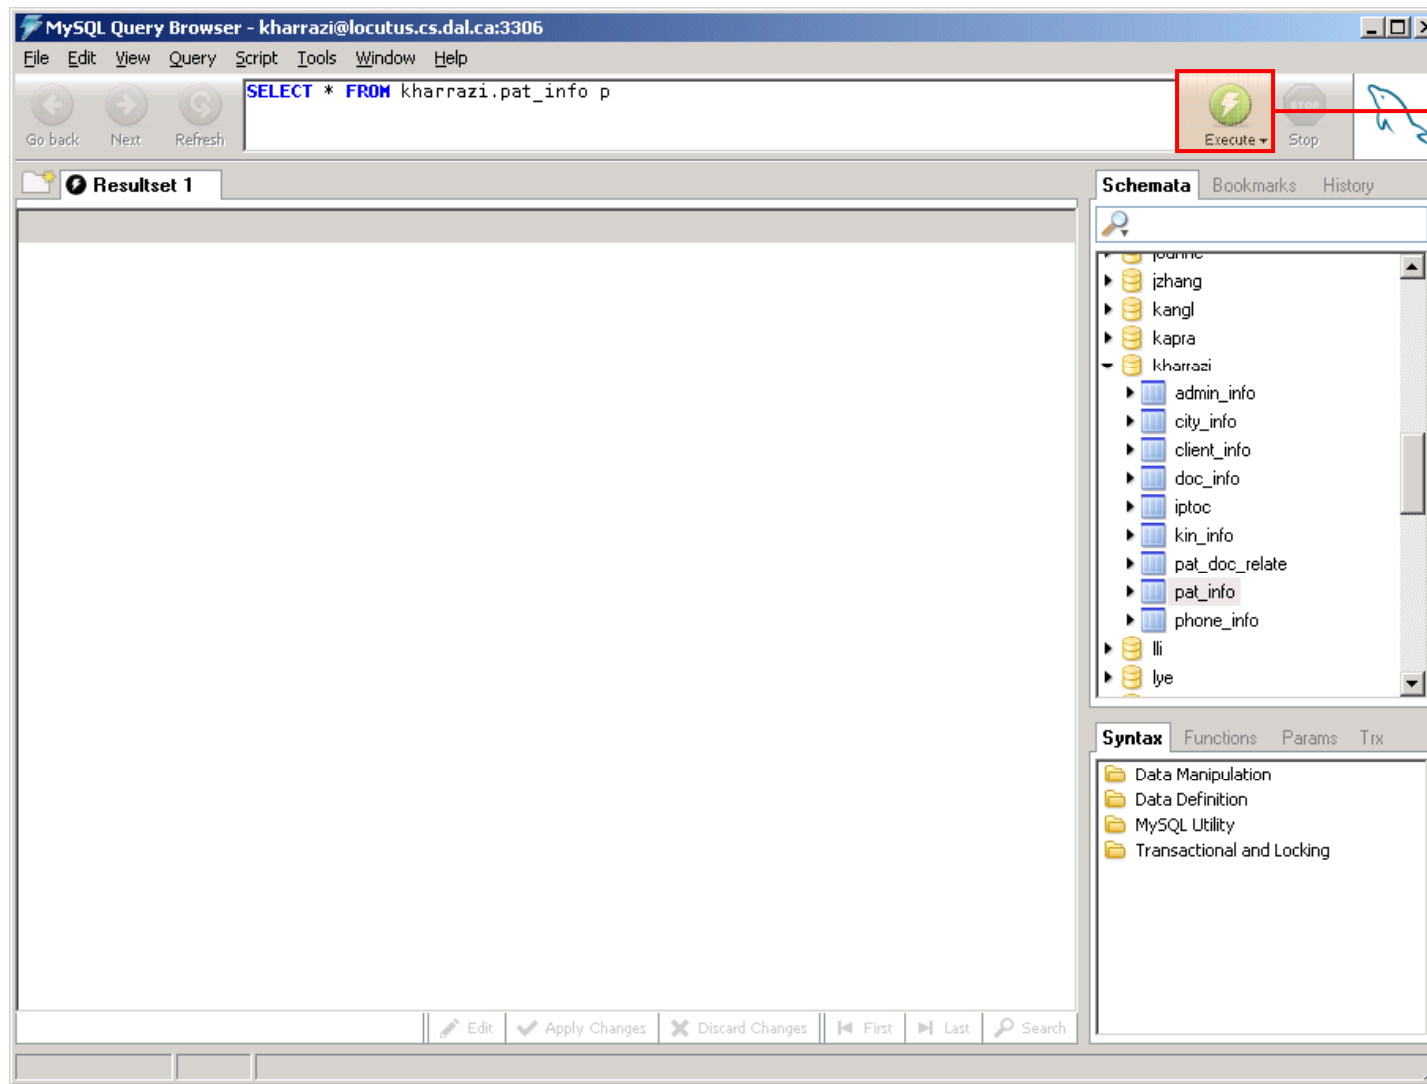 MySQL Query Browser - kharrazi@locutus.cs.dal.ca:3306
File Edit View Query Script Tools Window Help
SELECT * FROM kharrazi.pat_info p
Go back Next Refresh
Execute
STOP
Stop
Resultset 1
Schemata Bookmarks History
jzhang
kangl
kapra
kharrazi
admin_info
city_info
client_info
doc_info
iptoc
kin_info
pat_doc_relate
pat_info
phone_info
lli
lye
Syntax Functions Params Trx
Data Manipulation
Data Definition
MySQL Utility
Transactional and Locking
Edit Apply Changes Discard Changes First Last Search